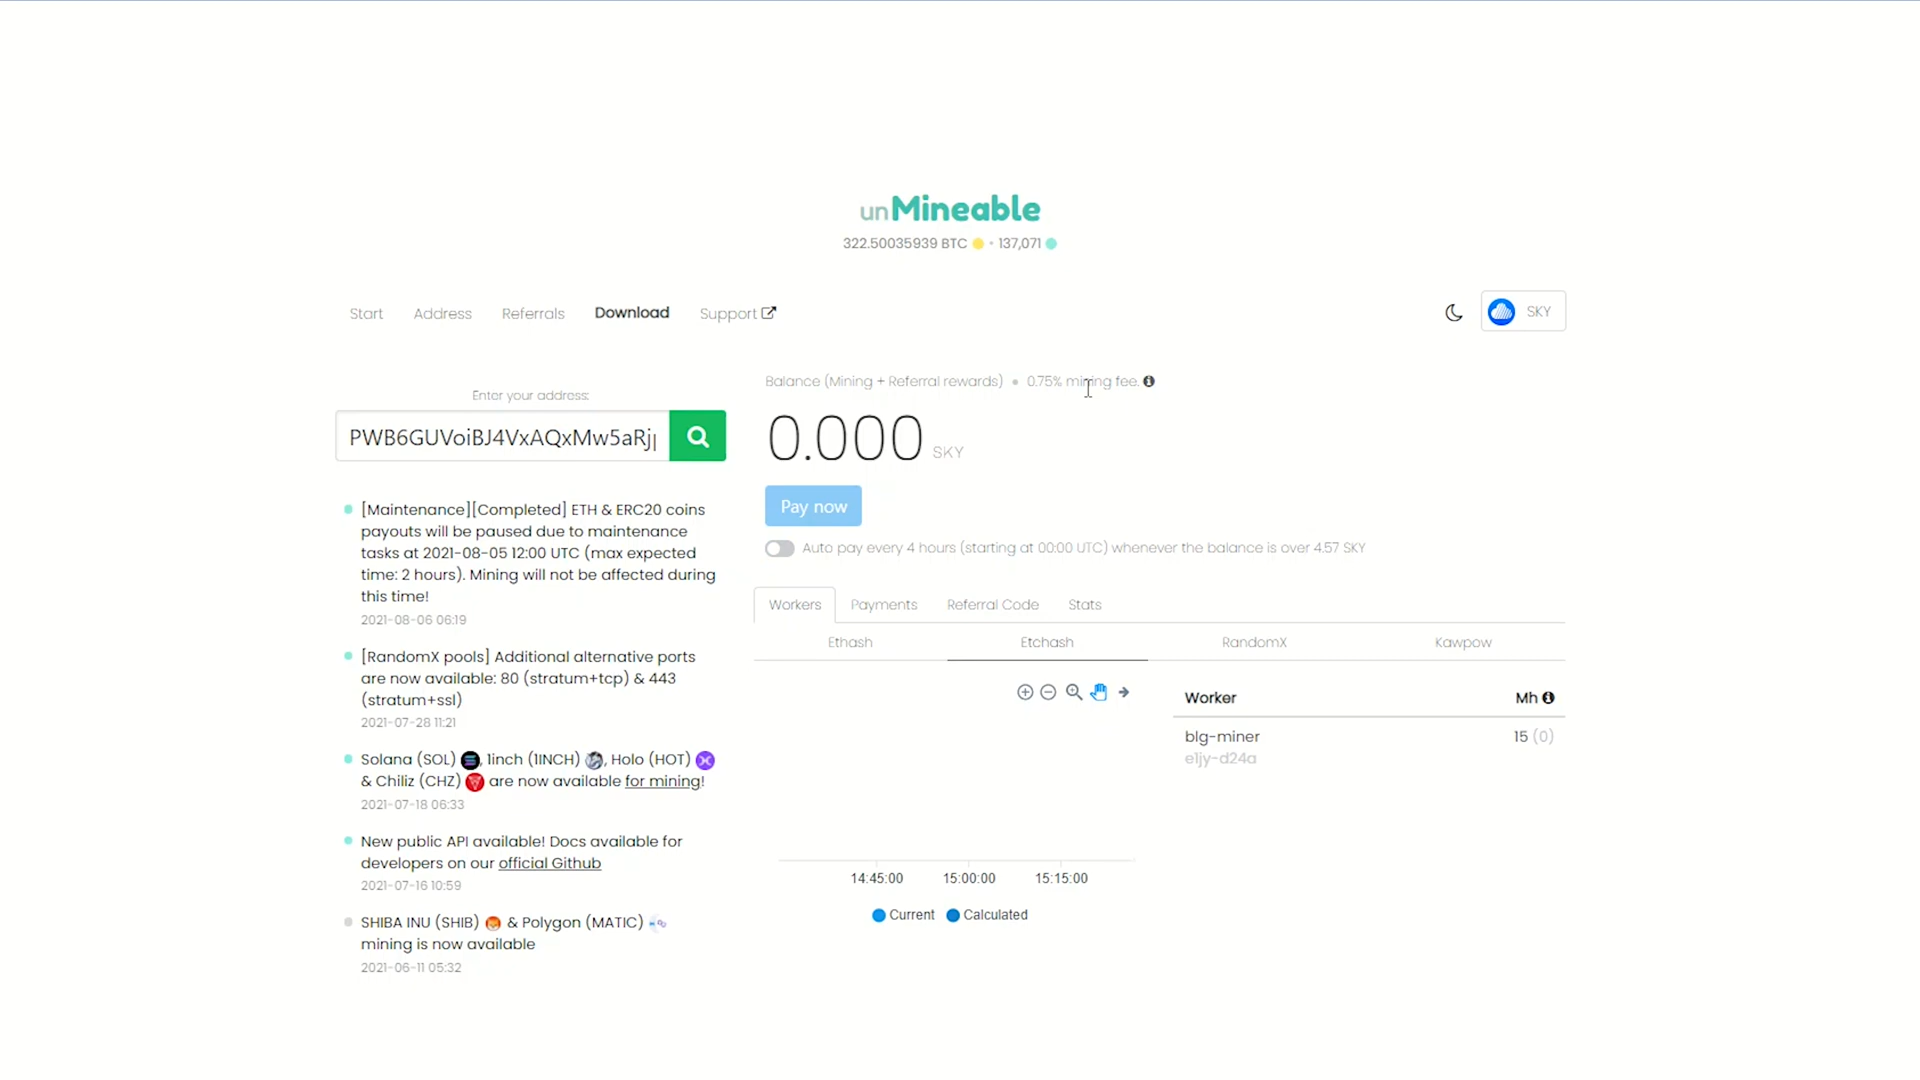 unMineable
322.50035939 BTC • 137,071
Start Address Referrals Download Support
SKY
Enter your address:
PWB6GUVoiBJ4VxAQxMw5aRj
[Maintenance][Completed] ETH & ERC20 coins
payouts will be paused due to maintenance
tasks at 2021-08-05 12:00 UTC (max expected
time: 2 hours). Mining will not be affected during
this time!
2021-08-06 06:19
[RandomX pools] Additional alternative ports
are now available: 80 (stratum+tcp) & 443
(stratum+ssl)
2021-07-28 11:21
Solana (SOL) , 1inch (1INCH) , Holo (HOT)
& Chiliz (CHZ) are now available for mining!
2021-07-18 06:33
New public API available! Docs available for
developers on our official Github
2021-07-16 10:59
SHIBA INU (SHIB) & Polygon (MATIC)
mining is now available
2021-06-11 05:32
Balance (Mining + Referral rewards) • 0.75% mining fee.
0.000 SKY
Pay now
Auto pay every 4 hours (starting at 00:00 UTC) whenever the balance is over 4.57 SKY
Workers Payments Referral Code Stats
Ethash Etchash RandomX Kawpow
Worker Mh
blg-miner 15 (0)
e1jy-d24a
14:45:00 15:00:00 15:15:00
Current Calculated